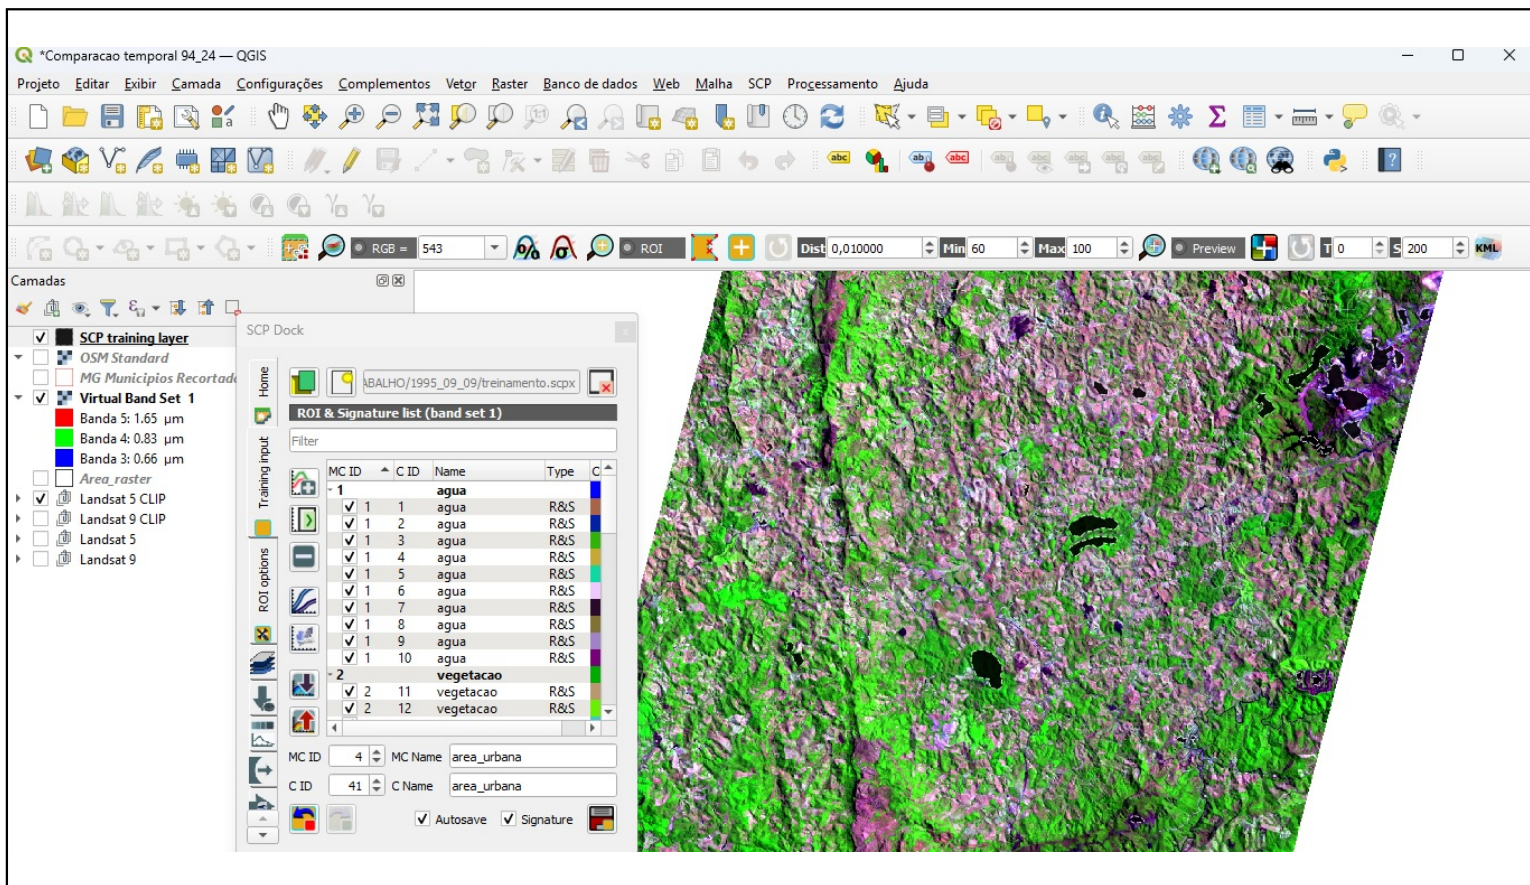 *Comparacao temporal 94_24 — QGIS
Projeto Editar Exibir Camada Configurações Complementos Vetor Raster Banco de dados Web Malha SCP Processamento Ajuda
RGB = 543 ROI Dist 0,010000 Min 60 Max 100 Preview T 0 S 200 KML
Camadas
SCP training layer
OSM Standard
MG Municipios Recortad
Virtual Band Set 1
Banda 5: 1.65 µm
Banda 4: 0.83 µm
Banda 3: 0.66 µm
Area_raster
Landsat 5 CLIP
Landsat 9 CLIP
Landsat 5
Landsat 9
SCP Dock
Home
Training input
ROI options
ABALHO/1995_09_09/treinamento.scpx
ROI & Signature list (band set 1)
Filter
MC ID C ID Name Type C
1 agua
1 1 agua R&S
1 2 agua R&S
1 3 agua R&S
1 4 agua R&S
1 5 agua R&S
1 6 agua R&S
1 7 agua R&S
1 8 agua R&S
1 9 agua R&S
1 10 agua R&S
2 vegetacao
2 11 vegetacao R&S
2 12 vegetacao R&S
MC ID 4 MC Name area_urbana
C ID 41 C Name area_urbana
Autosave Signature